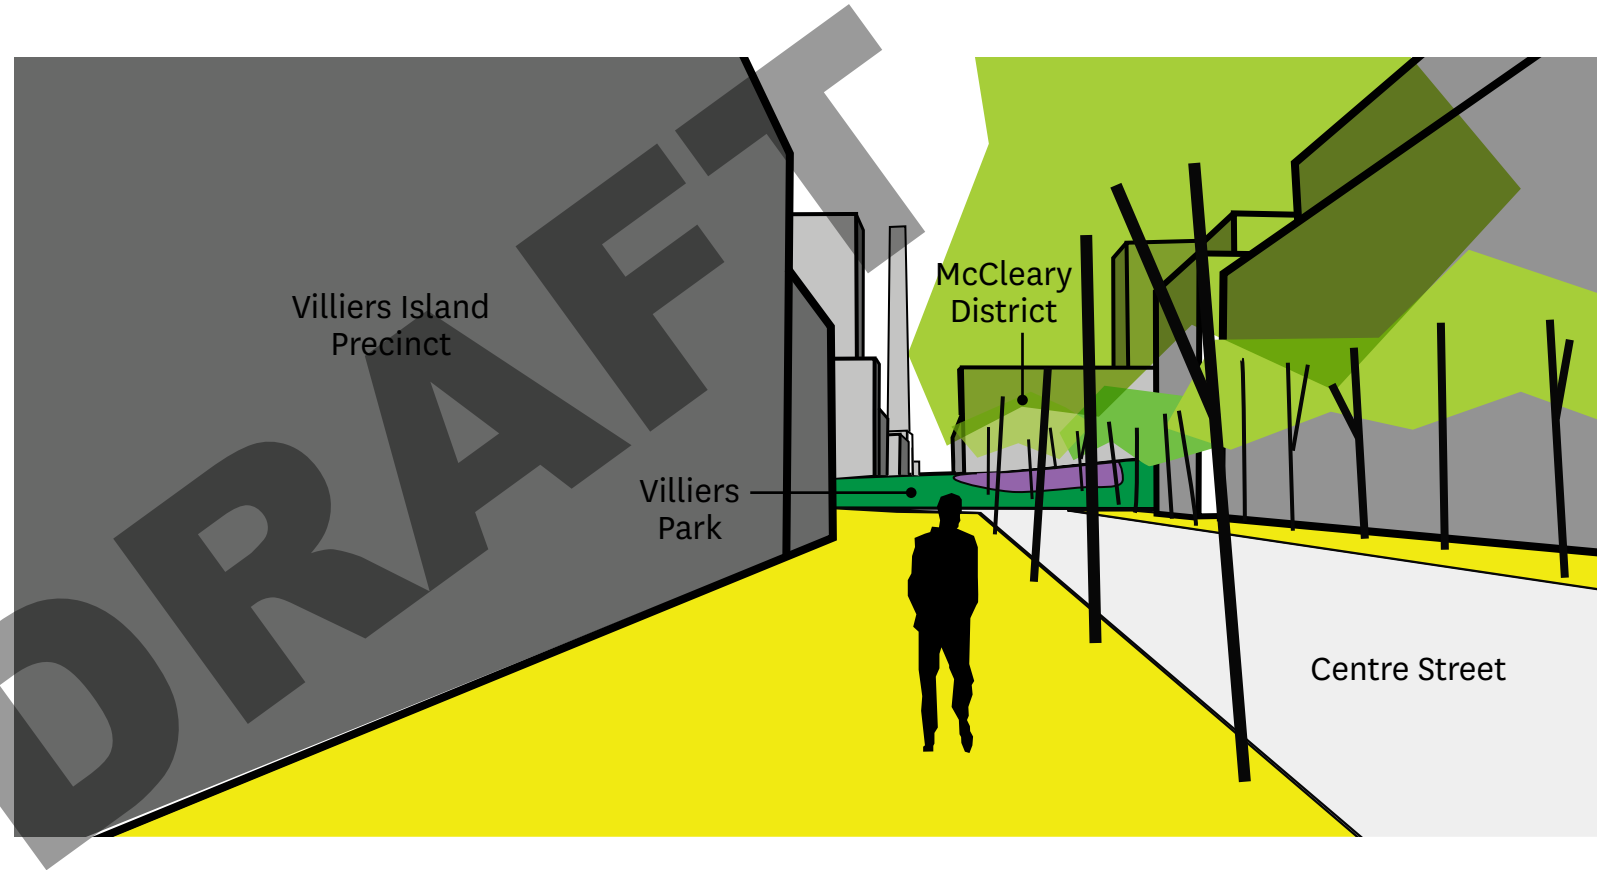 DRAFT
McCleary
District
Villiers Island
Precinct
Villiers
Park
Centre Street